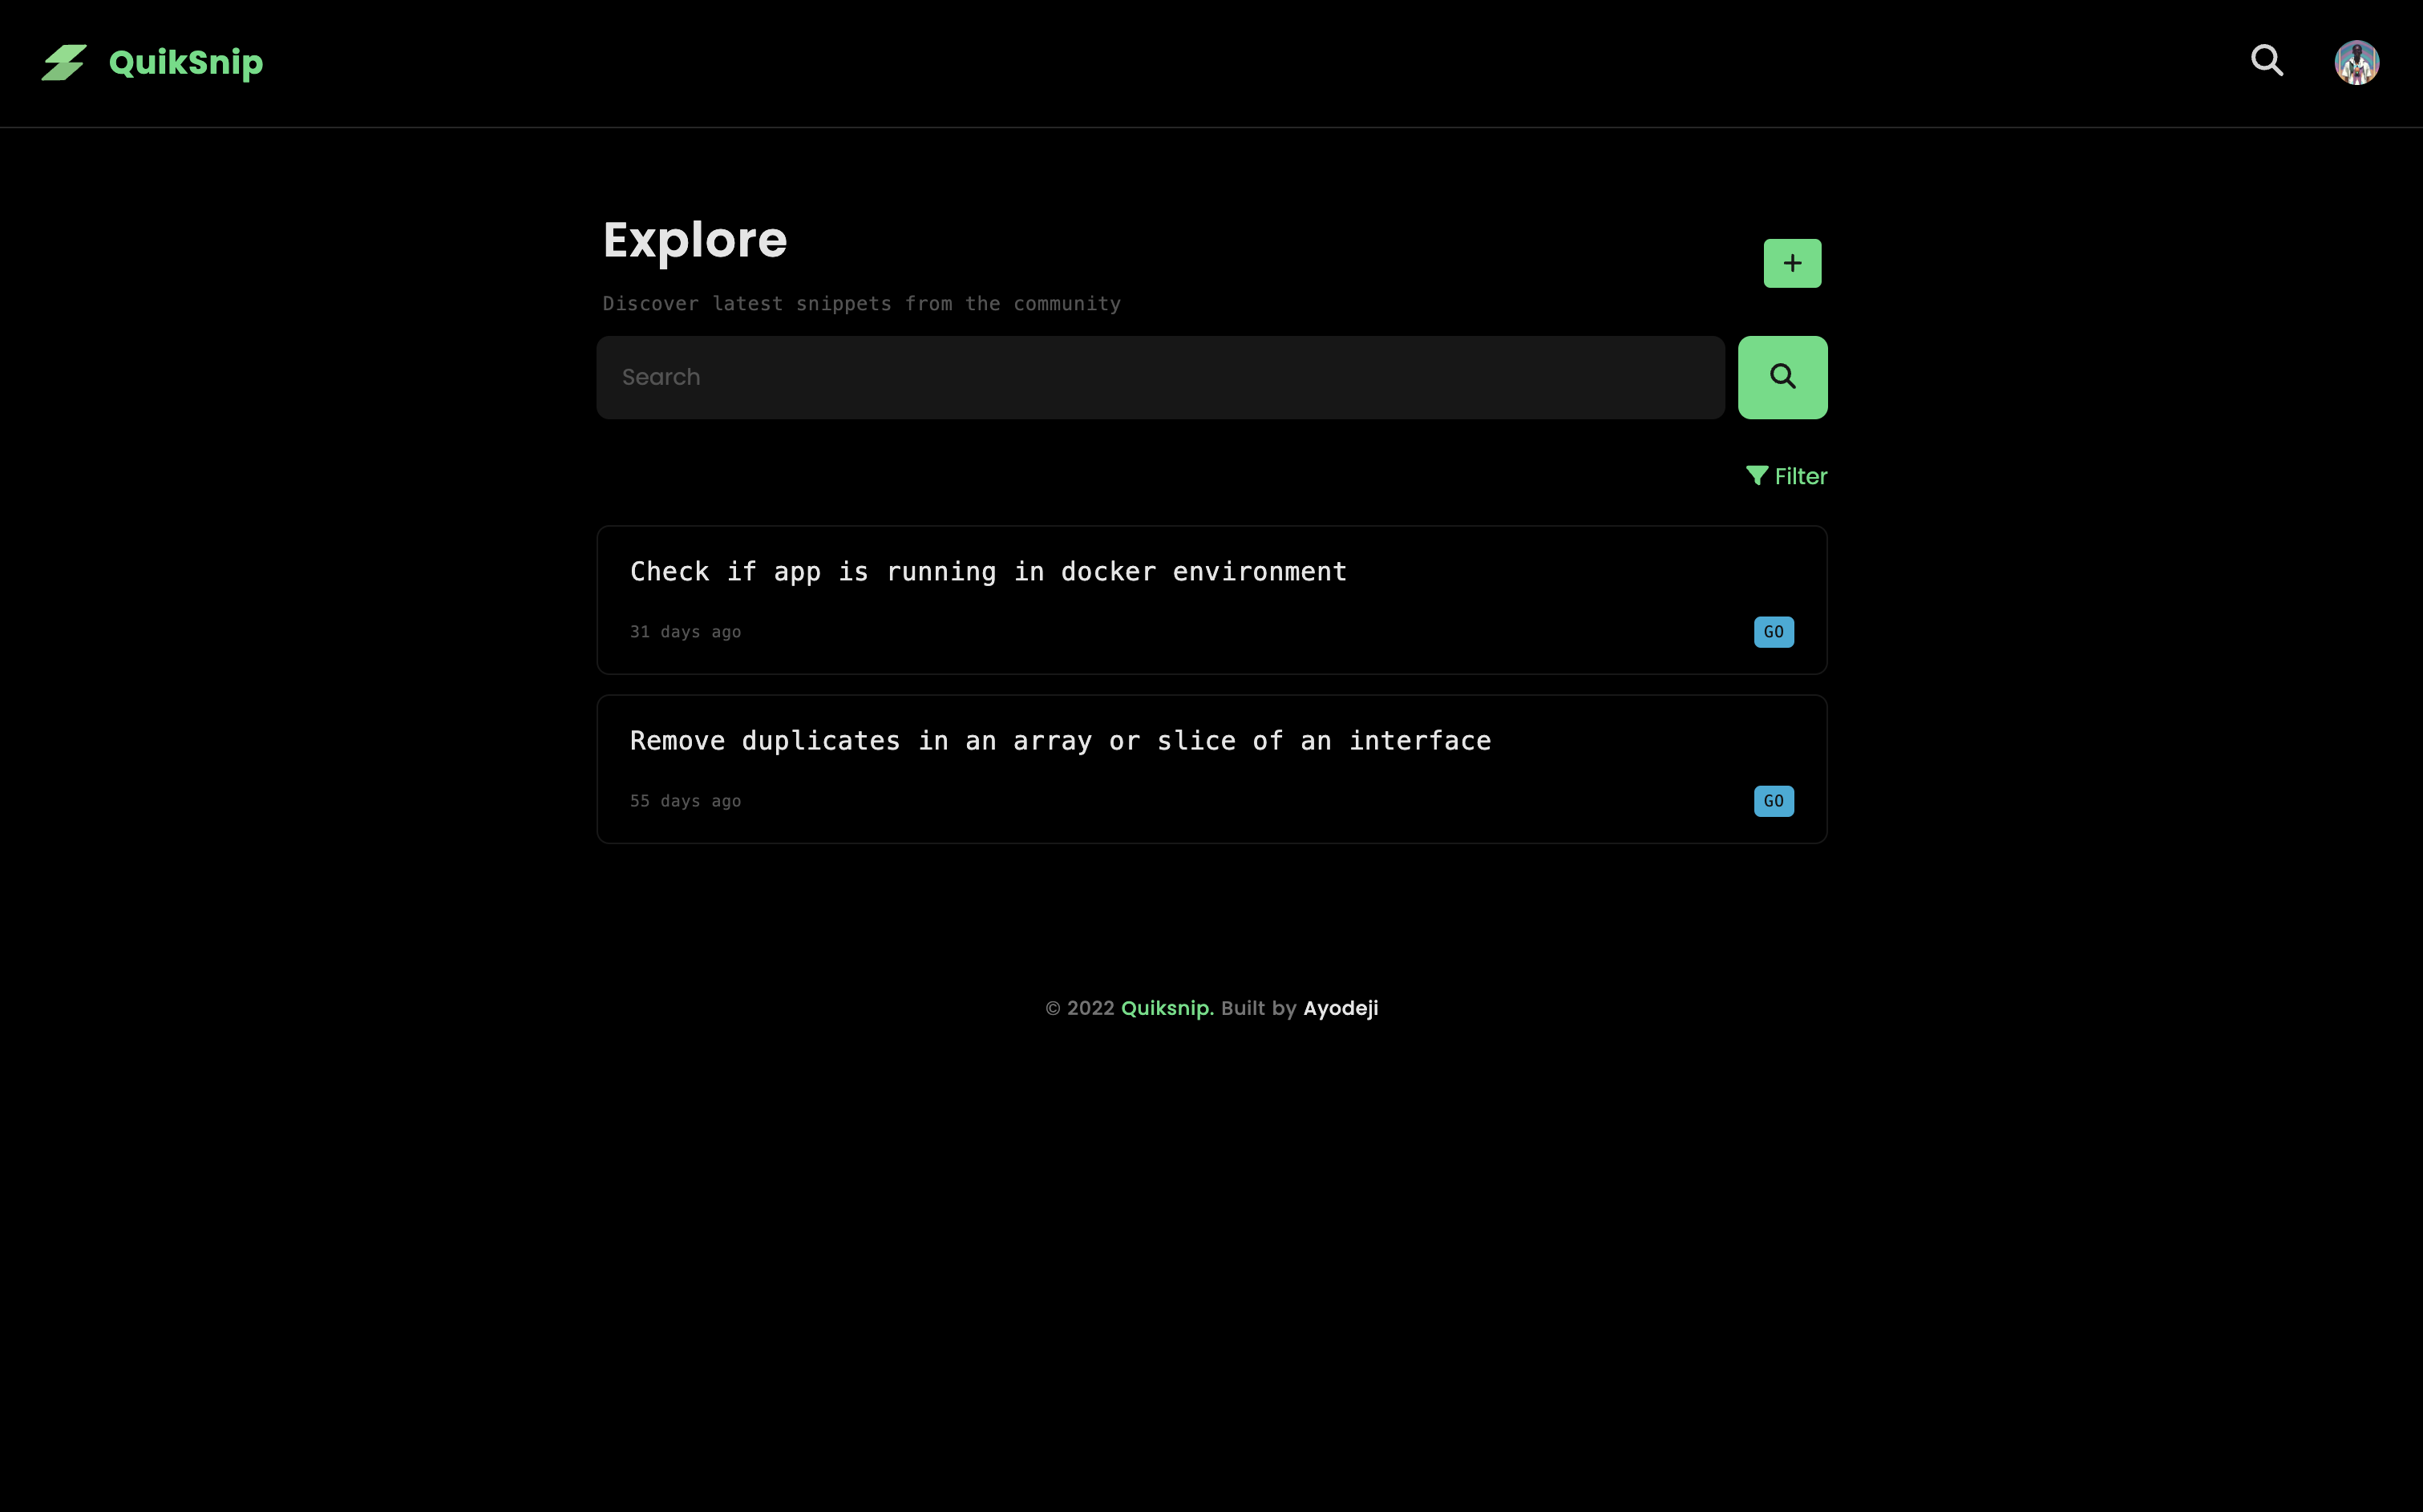 QuikSnip
Explore
+
Discover latest snippets from the community
Search
Filter
Check if app is running in docker environment
31 days ago
GO
Remove duplicates in an array or slice of an interface
55 days ago
GO
© 2022 Quiksnip. Built by Ayodeji